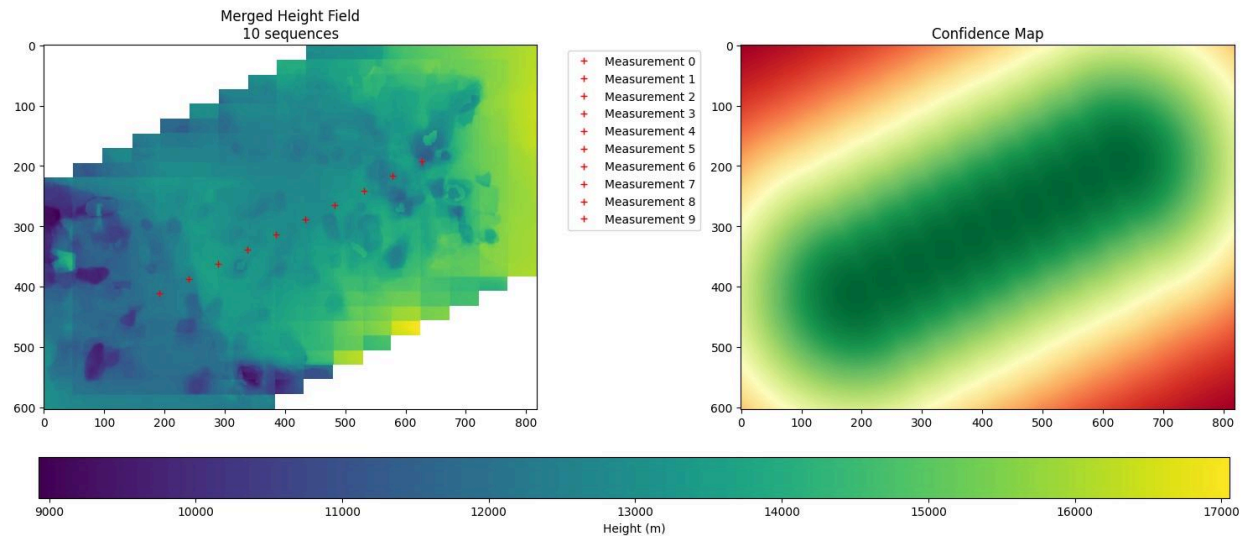 Merged Height Field
10 sequences
0
100
200
300
400
500
600
0 100 200 300 400 500 600 700 800
Measurement 0
Measurement 1
Measurement 2
Measurement 3
Measurement 4
Measurement 5
Measurement 6
Measurement 7
Measurement 8
Measurement 9
Confidence Map
0
100
200
300
400
500
600
0 100 200 300 400 500 600 700 800
9000 10000 11000 12000 13000 14000 15000 16000 17000
Height (m)